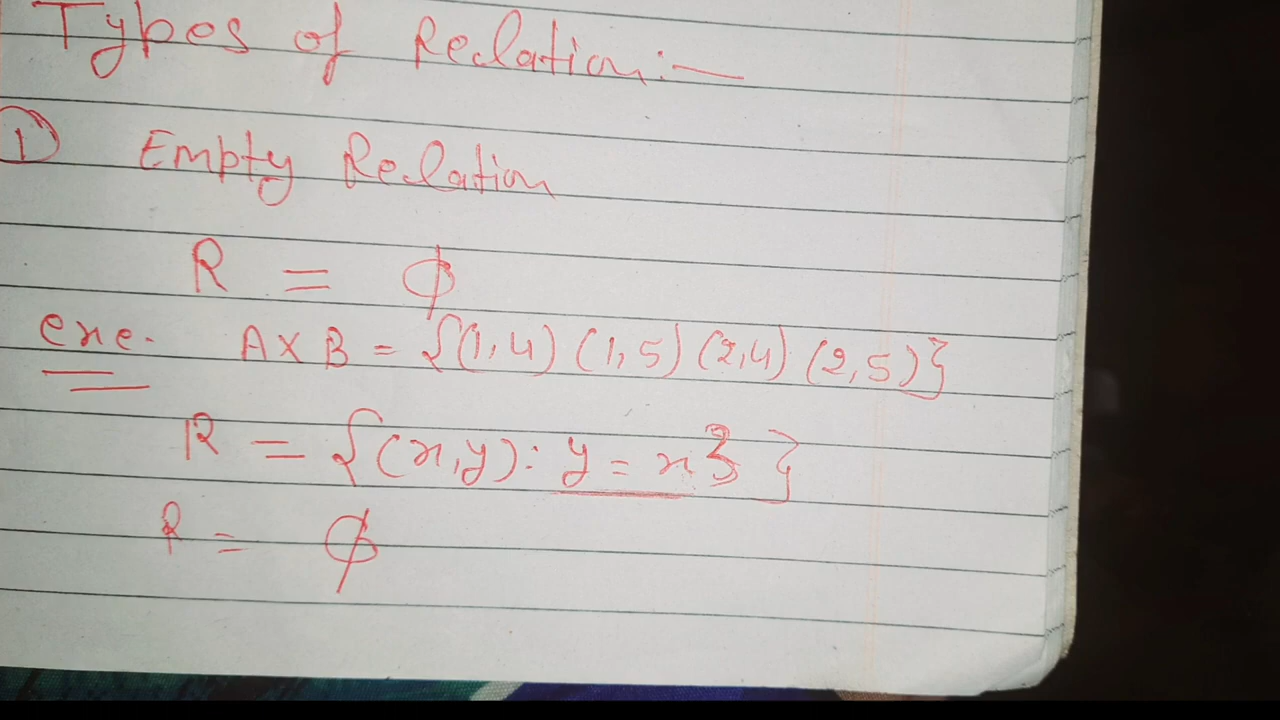 Types of Relation:—
① Empty Relation
R = ϕ
exe. A×B = {(1,4) (1,5) (2,4) (2,5)}
R = {(x,y): y = x³ }
R = ϕ